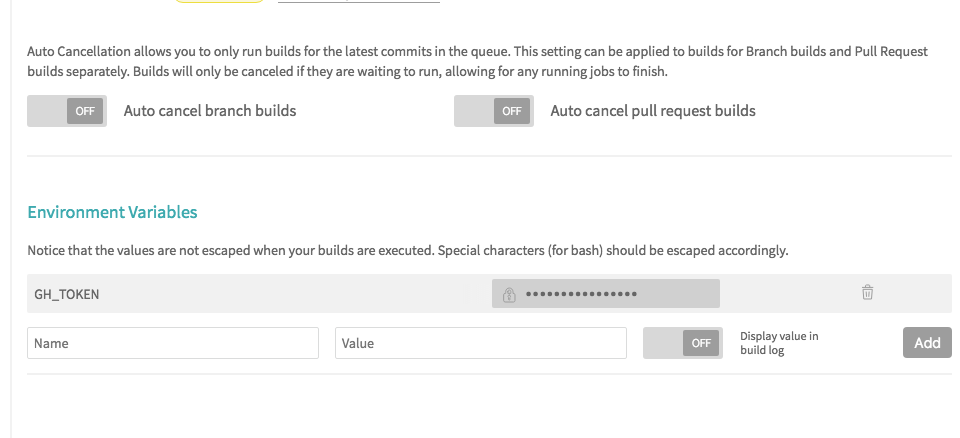 Auto Cancellation allows you to only run builds for the latest commits in the queue. This setting can be applied to builds for Branch builds and Pull Request
builds separately. Builds will only be canceled if they are waiting to run, allowing for any running jobs to finish.
OFF Auto cancel branch builds OFF Auto cancel pull request builds
Environment Variables
Notice that the values are not escaped when your builds are executed. Special characters (for bash) should be escaped accordingly.
GH_TOKEN ••••••••••••••••
Name Value OFF Display value in
build log
Add